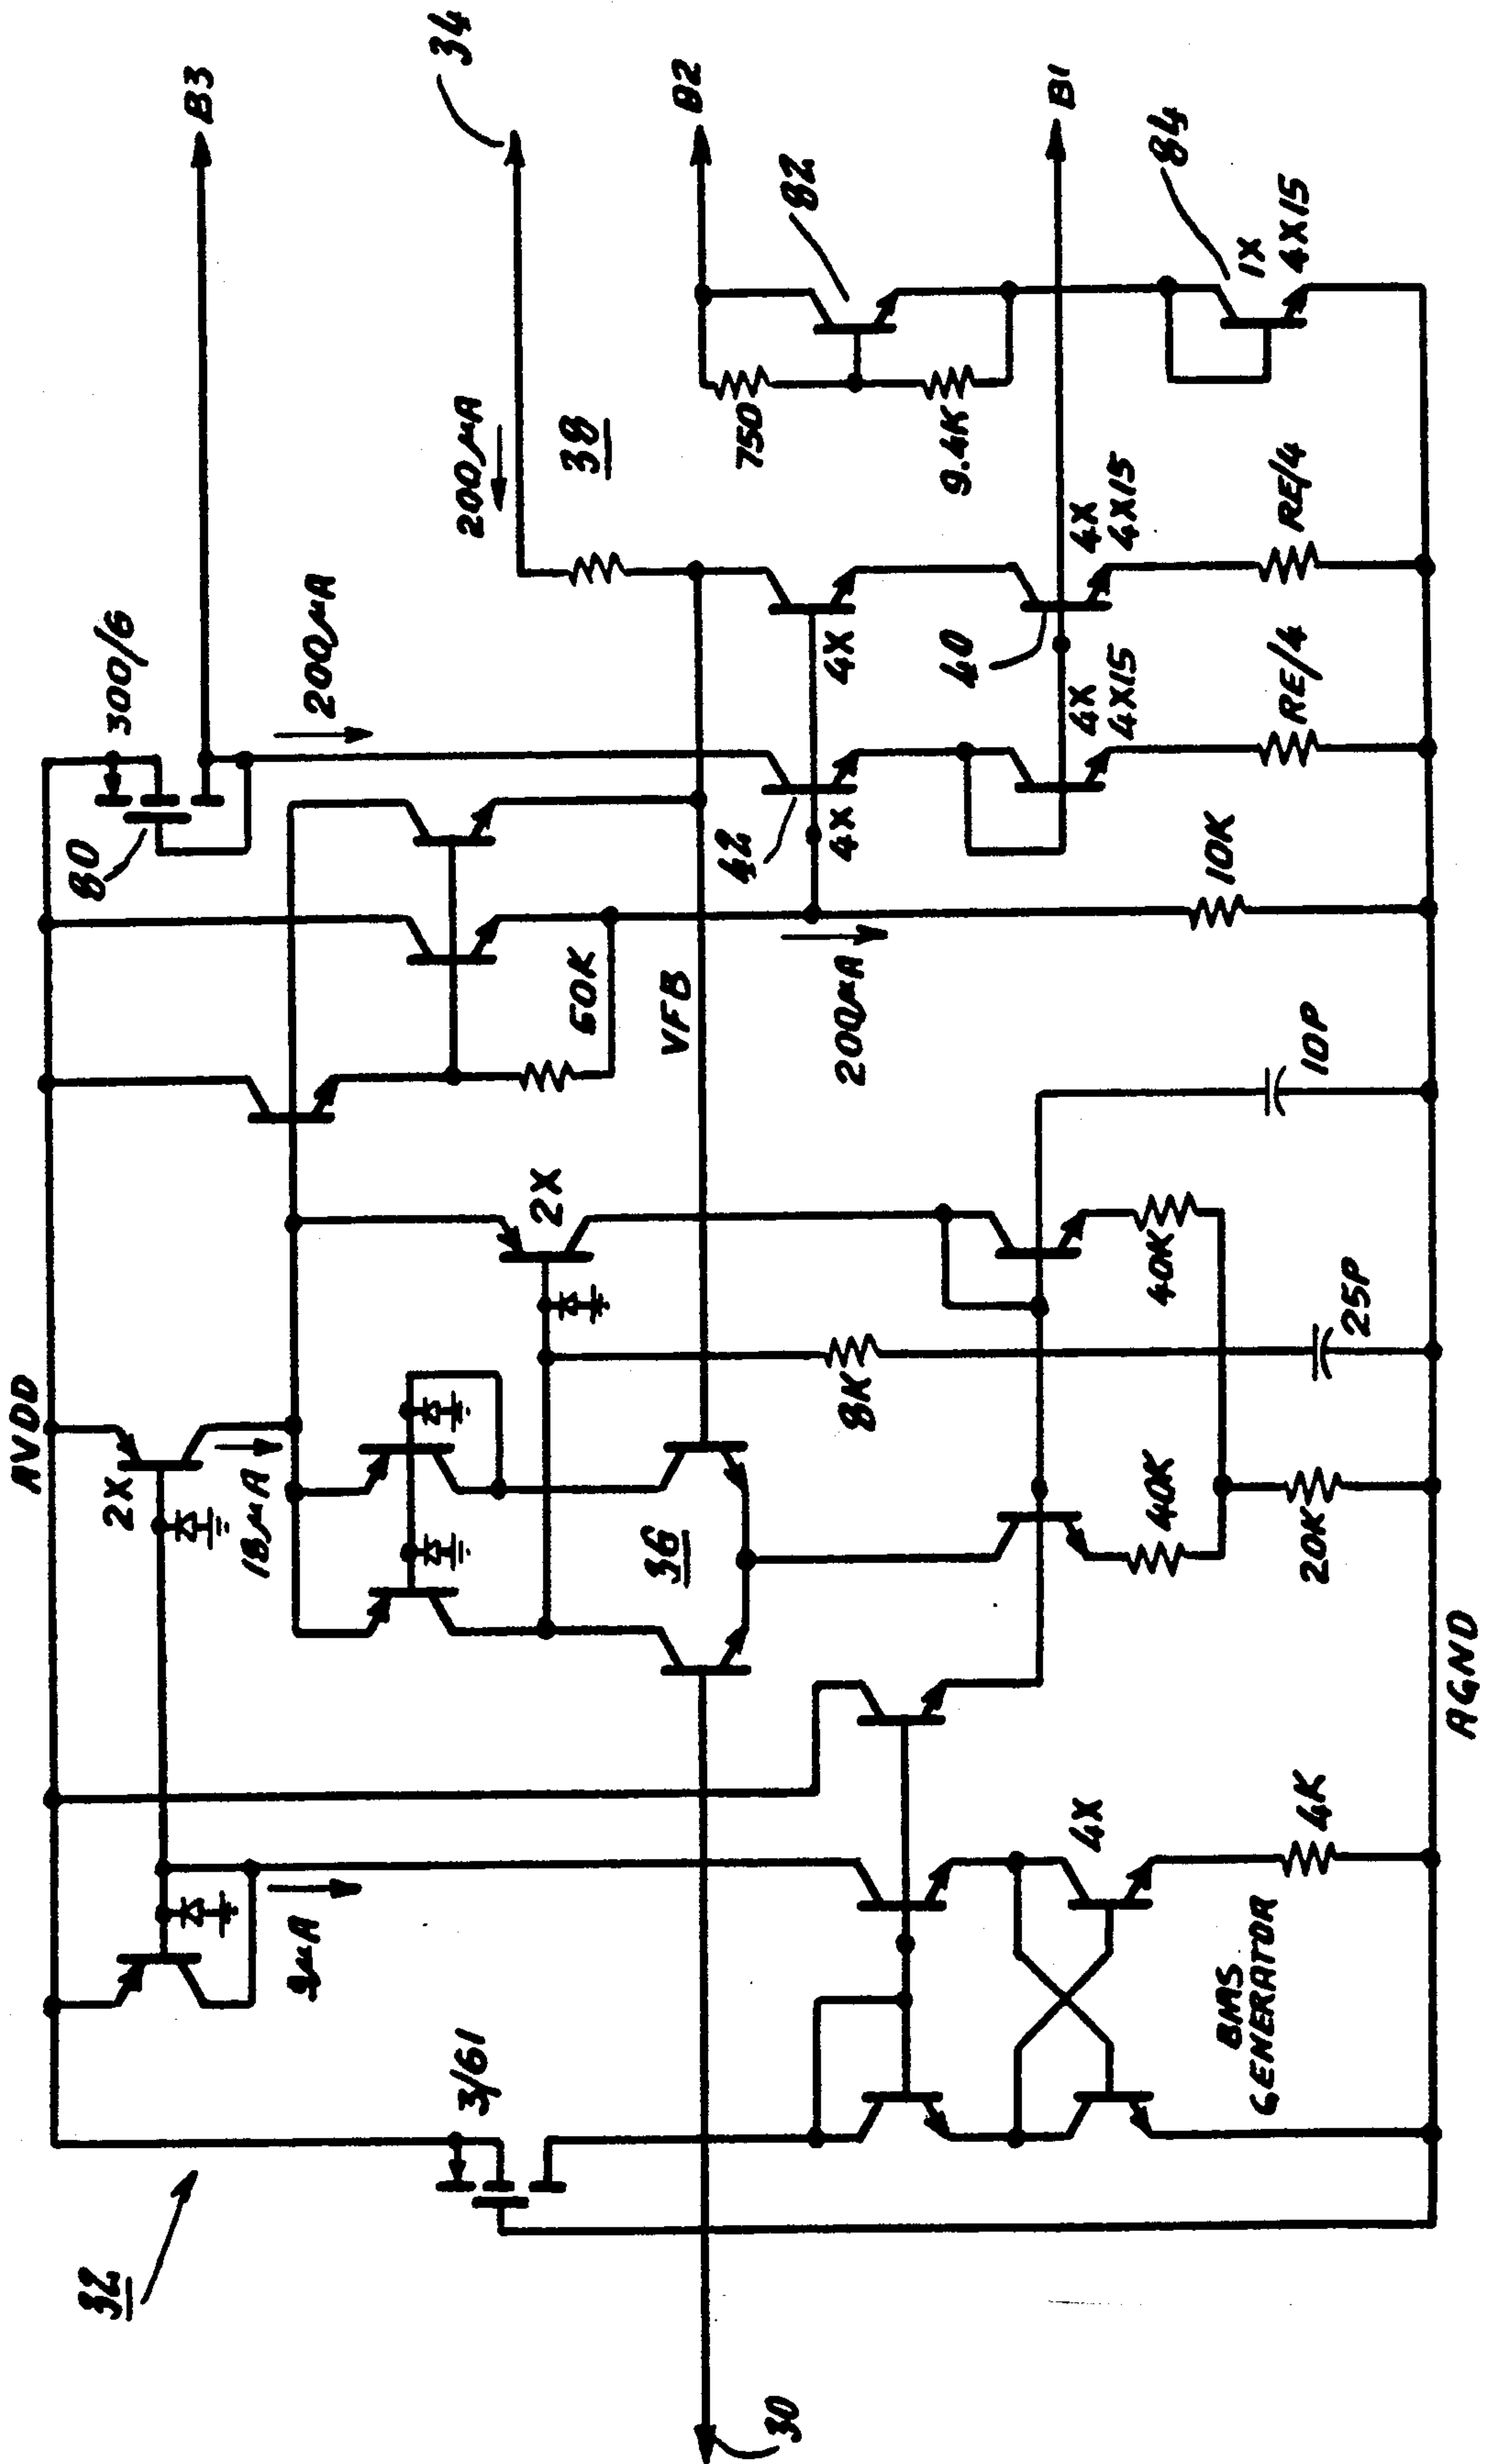 32
AVDD
3/61
9µA
2X
18µA
2X
60K
80
300/6
200µA
B3
34
200µA
38
36
VFB
42
4X
4X
200µA
B2
82
750
9.4K
40
4X
4X15
4X
4X15
B1
84
1X
4X15
30
BMS
GENERATOR
4X
4K
40K
40K
20K
8K
25P
10P
10K
RE/4
RE/4
AGND